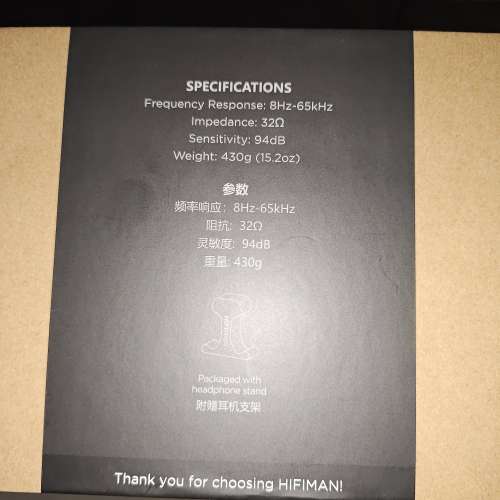 SPECIFICATIONS
Frequency Response: 8Hz-65kHz
Impedance: 32Ω
Sensitivity: 94dB
Weight: 430g (15.2oz)
参数
频率响应: 8Hz-65kHz
阻抗: 32Ω
灵敏度: 94dB
重量: 430g
HIFIMAN
Packaged with
headphone stand
附赠耳机支架
Thank you for choosing HIFIMAN!